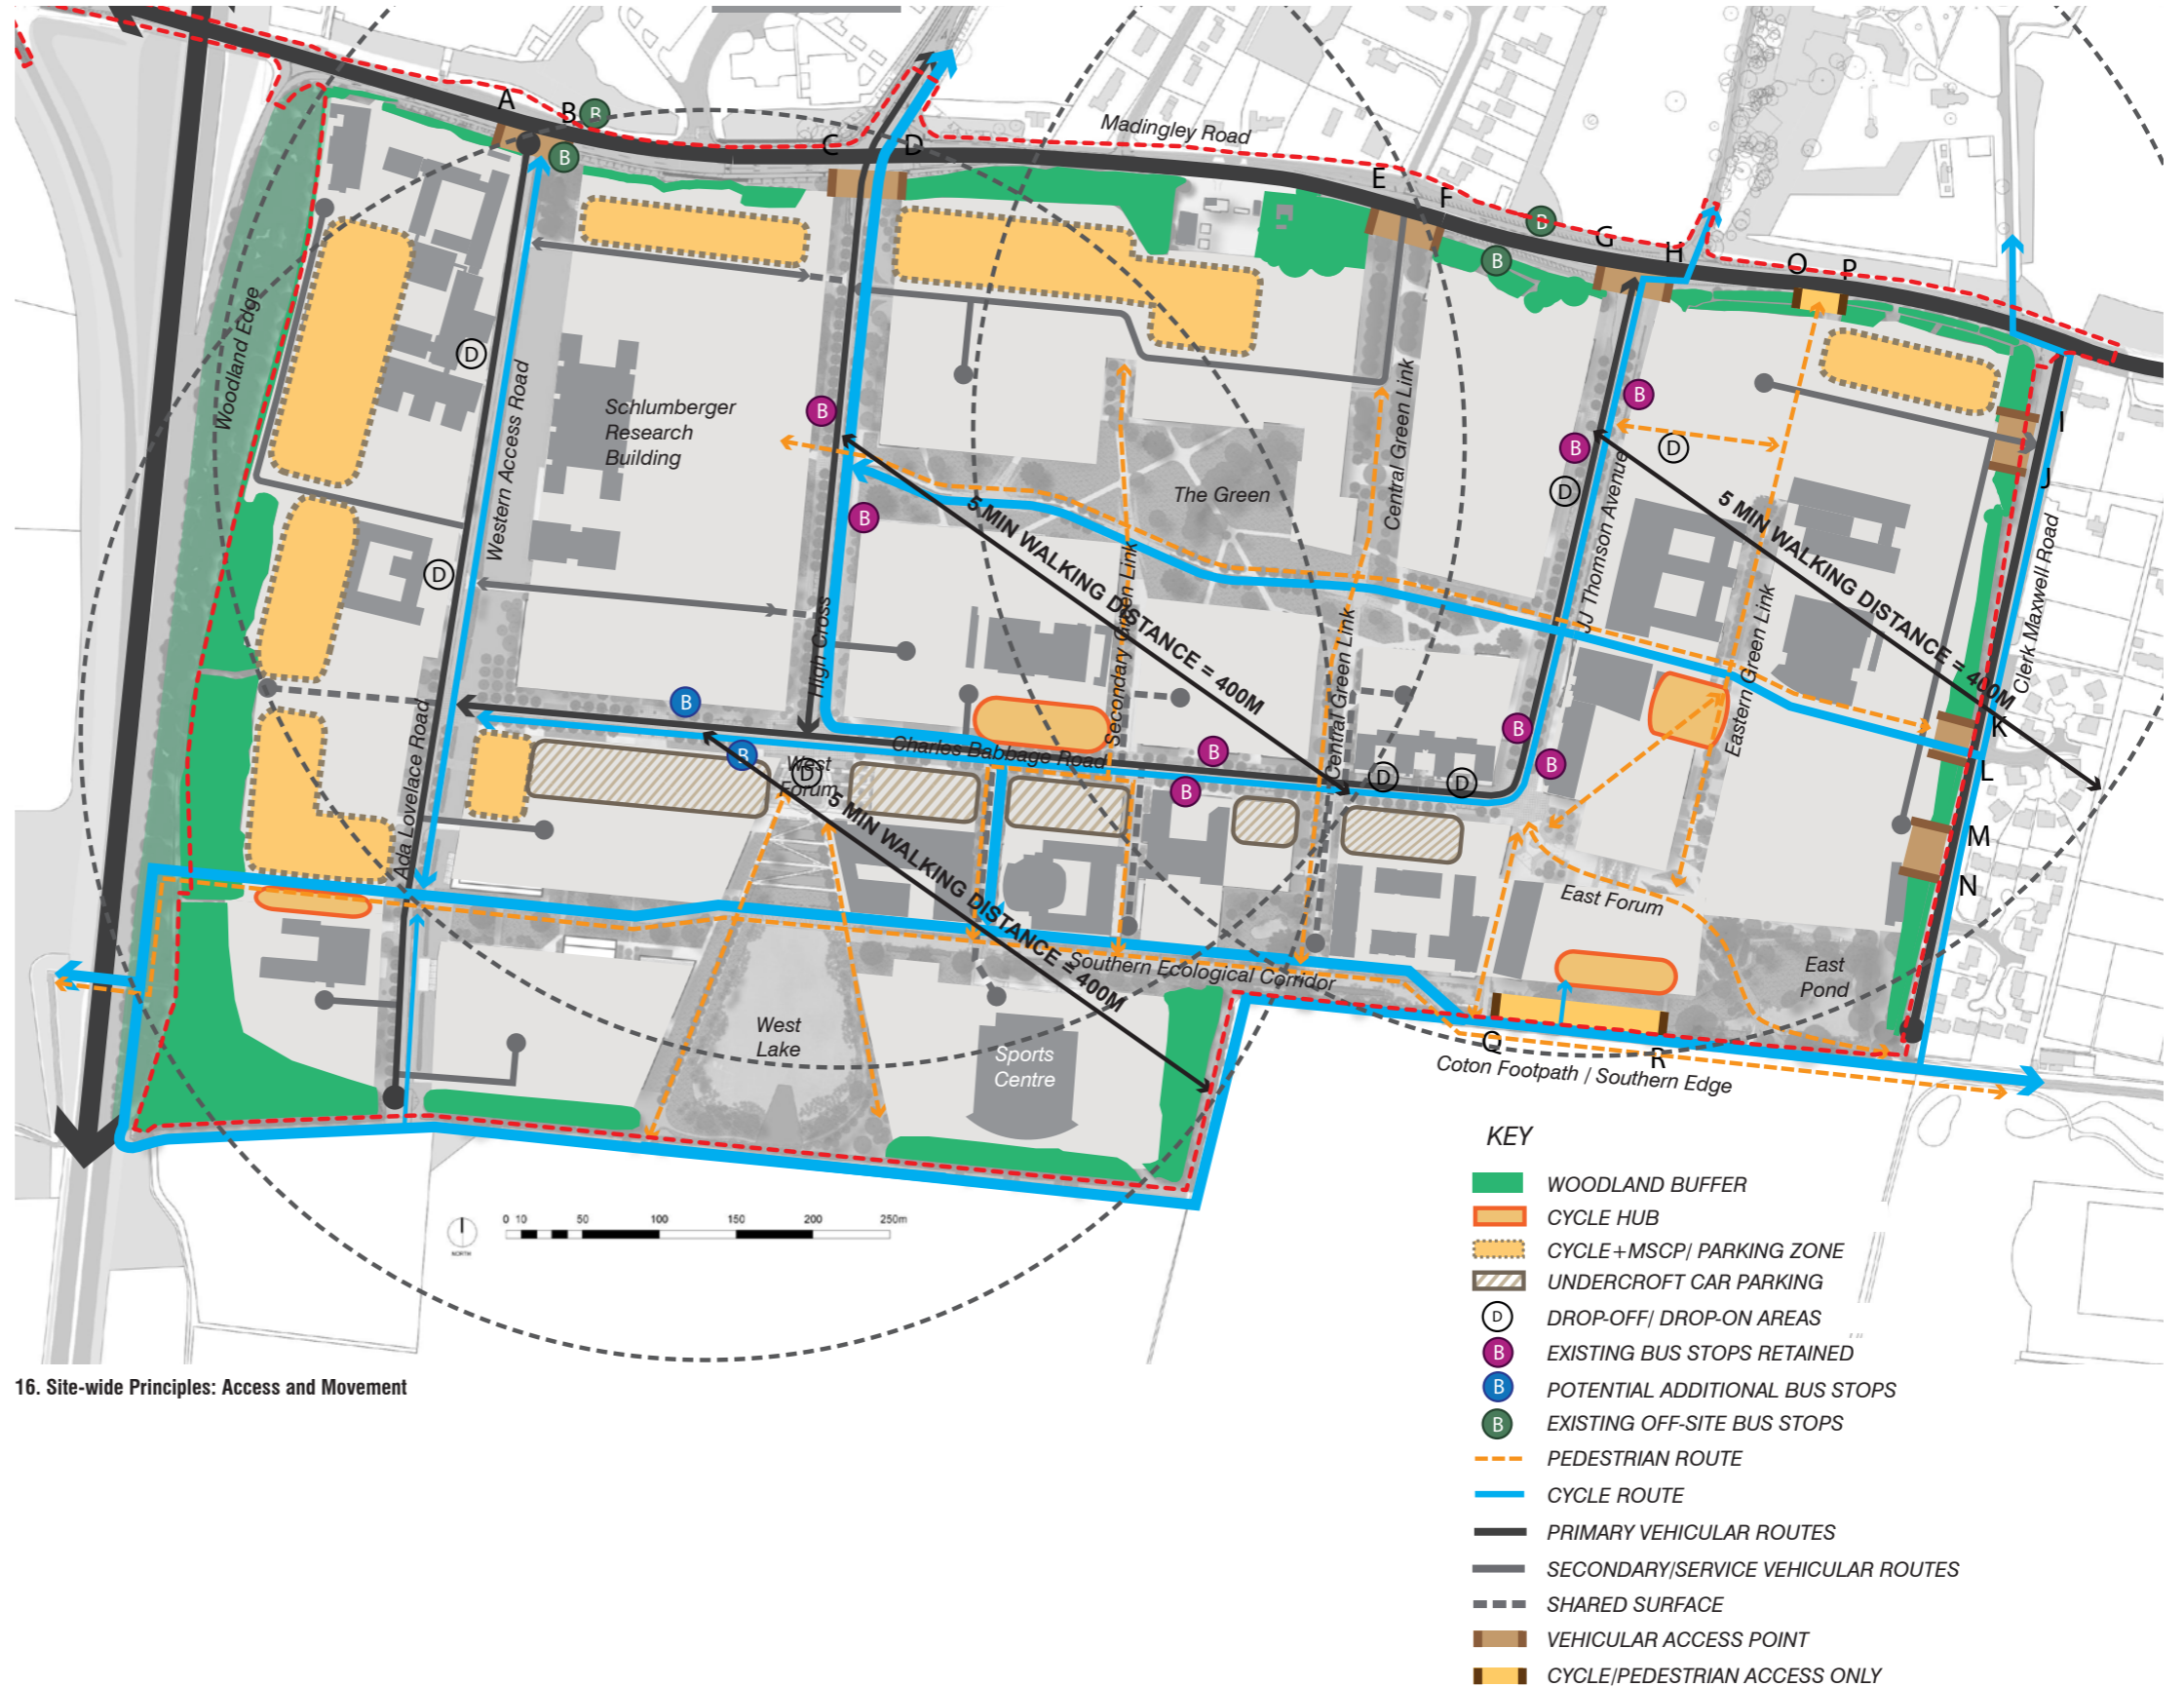 A
B
B
B
C
D
Madingley Road
E
F
B
B
G
H
O
P
Woodland Edge
D
Western Access Road
Schlumberger
Research
Building
B
B
The Green
Central Green Link
B
B
D
D
JJ Thomson Avenue
I
J
5 MIN WALKING DISTANCE = 400M
5 MIN WALKING DISTANCE = 400M
Clerk Maxwell Road
D
High Cross
Secondary Green Link
Central Green Link
Eastern Green Link
B
B
Charles Babbage Road
West
Forum
D
B
B
D
D
B
B
K
L
M
N
Ada Lovelace Road
5 MIN WALKING DISTANCE = 400M
East Forum
Southern Ecological Corridor
East
Pond
West
Lake
Sports
Centre
Q
R
Coton Footpath / Southern Edge
NORTH
0 10 50 100 150 200 250m
KEY
WOODLAND BUFFER
CYCLE HUB
CYCLE+MSCP/ PARKING ZONE
UNDERCROFT CAR PARKING
D DROP-OFF/ DROP-ON AREAS
B EXISTING BUS STOPS RETAINED
B POTENTIAL ADDITIONAL BUS STOPS
B EXISTING OFF-SITE BUS STOPS
PEDESTRIAN ROUTE
CYCLE ROUTE
PRIMARY VEHICULAR ROUTES
SECONDARY/SERVICE VEHICULAR ROUTES
SHARED SURFACE
VEHICULAR ACCESS POINT
CYCLE/PEDESTRIAN ACCESS ONLY
16. Site-wide Principles: Access and Movement